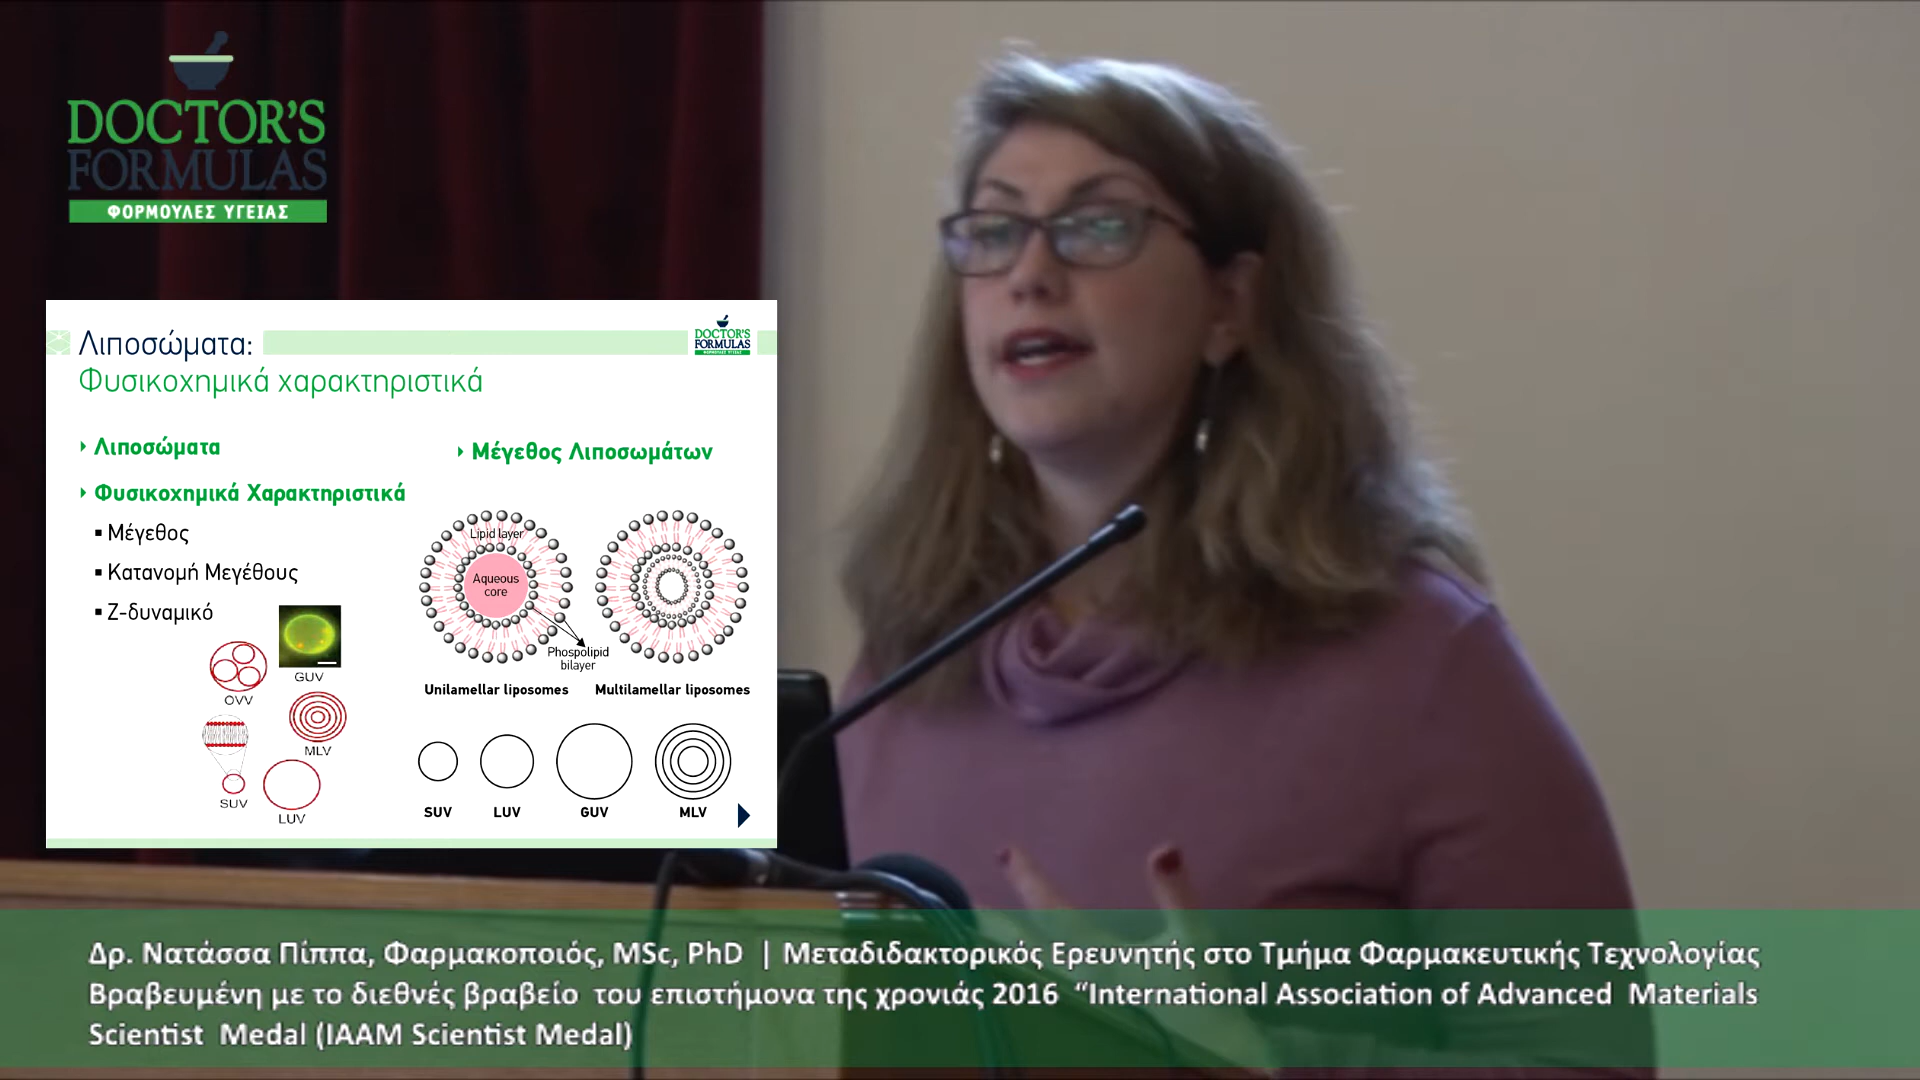 DOCTOR'S
FORMULAS
ΦΟΡΜΟΥΛΕΣ ΥΓΕΙΑΣ
Λιποσώματα:
DOCTOR'S
FORMULAS
ΦΟΡΜΟΥΛΕΣ ΥΓΕΙΑΣ
Φυσικοχημικά χαρακτηριστικά
Λιποσώματα
Φυσικοχημικά Χαρακτηριστικά
Μέγεθος
Κατανομή Μεγέθους
Ζ-δυναμικό
GUV
OVV
MLV
SUV
LUV
Μέγεθος Λιποσωμάτων
Lipid layer
Aqueous
core
Phospolipid
bilayer
Unilamellar liposomes
Multilamellar liposomes
SUV
LUV
GUV
MLV
Δρ. Νατάσσα Πίππα, Φαρμακοποιός, MSc, PhD | Μεταδιδακτορικός Ερευνητής στο Τμήμα Φαρμακευτικής Τεχνολογίας
Βραβευμένη με το διεθνές βραβείο του επιστήμονα της χρονιάς 2016 “International Association of Advanced Materials
Scientist Medal (IAAM Scientist Medal)